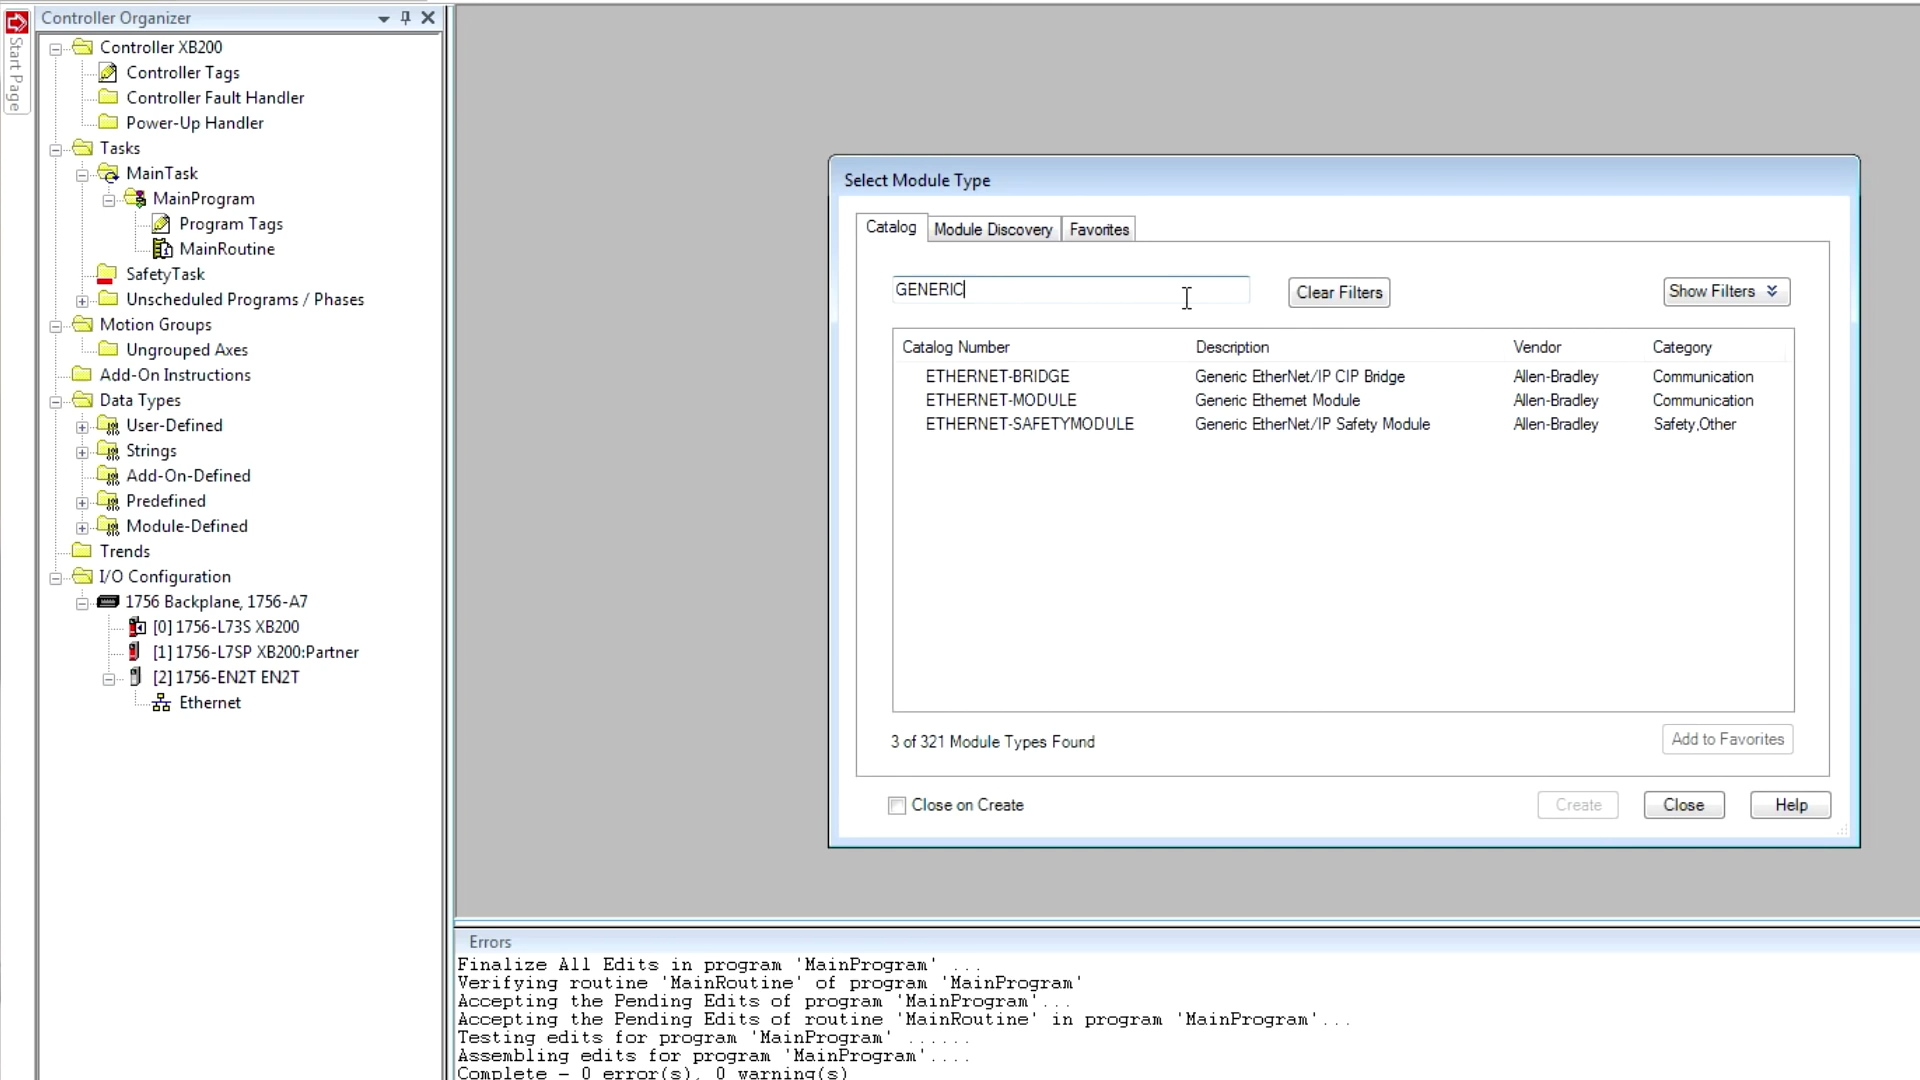 Start Page
Controller Organizer
Controller XB200
Controller Tags
Controller Fault Handler
Power-Up Handler
Tasks
MainTask
MainProgram
Program Tags
MainRoutine
SafetyTask
Unscheduled Programs / Phases
Motion Groups
Ungrouped Axes
Add-On Instructions
Data Types
User-Defined
Strings
Add-On-Defined
Predefined
Module-Defined
Trends
I/O Configuration
1756 Backplane, 1756-A7
[0] 1756-L73S XB200
[1] 1756-L7SP XB200:Partner
[2] 1756-EN2T EN2T
Ethernet
Select Module Type
Catalog Module Discovery Favorites
GENERIC Clear Filters Show Filters
Catalog Number Description Vendor Category
ETHERNET-BRIDGE Generic EtherNet/IP CIP Bridge Allen-Bradley Communication
ETHERNET-MODULE Generic Ethernet Module Allen-Bradley Communication
ETHERNET-SAFETYMODULE Generic EtherNet/IP Safety Module Allen-Bradley Safety,Other
3 of 321 Module Types Found Add to Favorites
Close on Create Create Close Help
Errors
Finalize All Edits in program 'MainProgram' ...
Verifying routine 'MainRoutine' of program 'MainProgram'
Accepting the Pending Edits of program 'MainProgram'...
Accepting the Pending Edits of routine 'MainRoutine' in program 'MainProgram'...
Testing edits for program 'MainProgram' ......
Assembling edits for program 'MainProgram'....
Complete - 0 error(s), 0 warning(s)